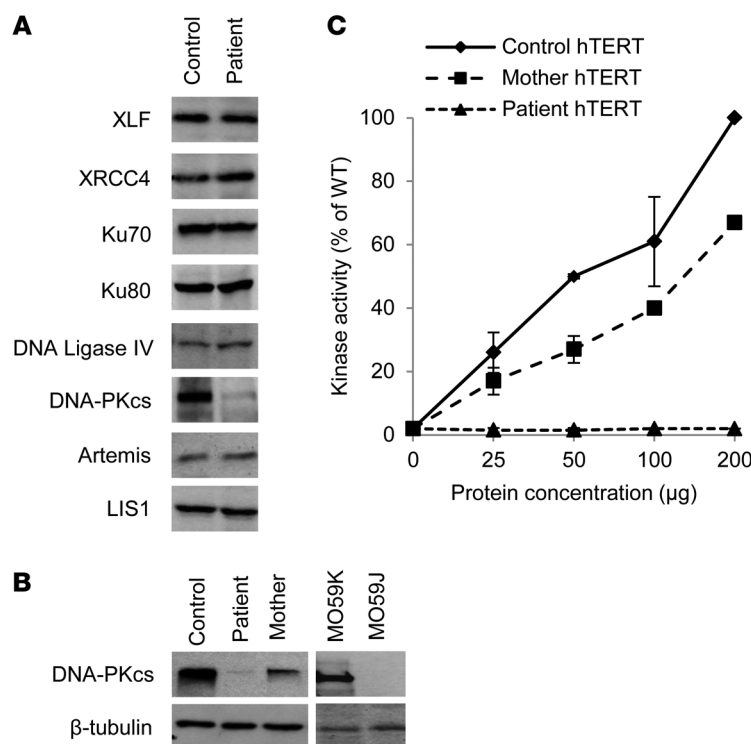 A
Control
Patient
XLF
XRCC4
Ku70
Ku80
DNA Ligase IV
DNA-PKcs
Artemis
LIS1
B
Control
Patient
Mother
MO59K
MO59J
DNA-PKcs
β-tubulin
C
Control hTERT
Mother hTERT
Patient hTERT
Kinase activity (% of WT)
100
80
60
40
20
0
0 25 50 100 200
Protein concentration (µg)